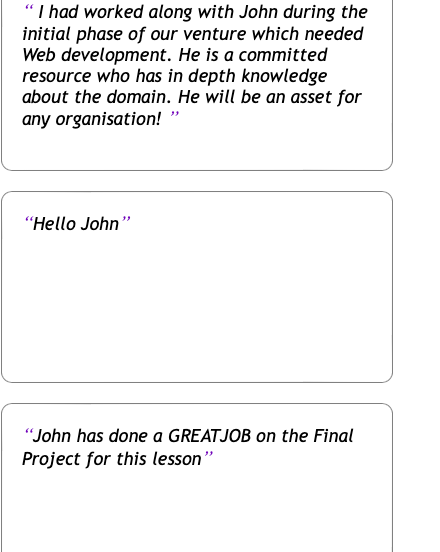 “ I had worked along with John during the
initial phase of our venture which needed
Web development. He is a committed
resource who has in depth knowledge
about the domain. He will be an asset for
any organisation! ”
“Hello John”
“John has done a GREATJOB on the Final
Project for this lesson”